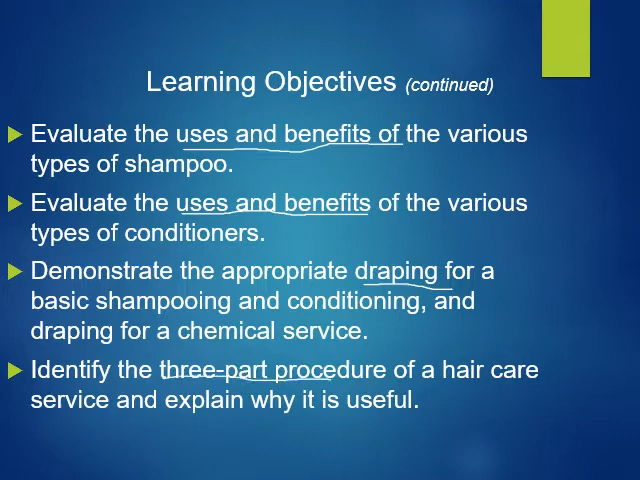 Learning Objectives (continued)
Evaluate the uses and benefits of the various
types of shampoo.
Evaluate the uses and benefits of the various
types of conditioners.
Demonstrate the appropriate draping for a
basic shampooing and conditioning, and
draping for a chemical service.
Identify the three-part procedure of a hair care
service and explain why it is useful.